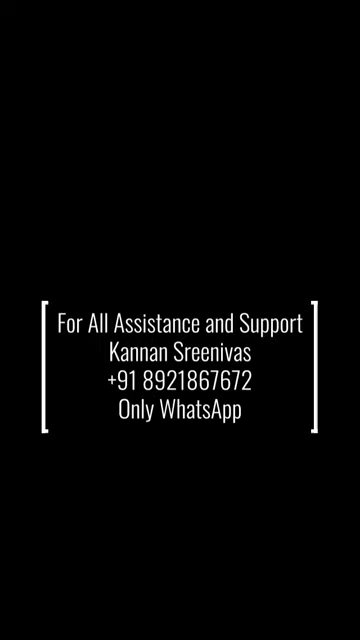 For All Assistance and Support
Kannan Sreenivas
+91 8921867672
Only WhatsApp